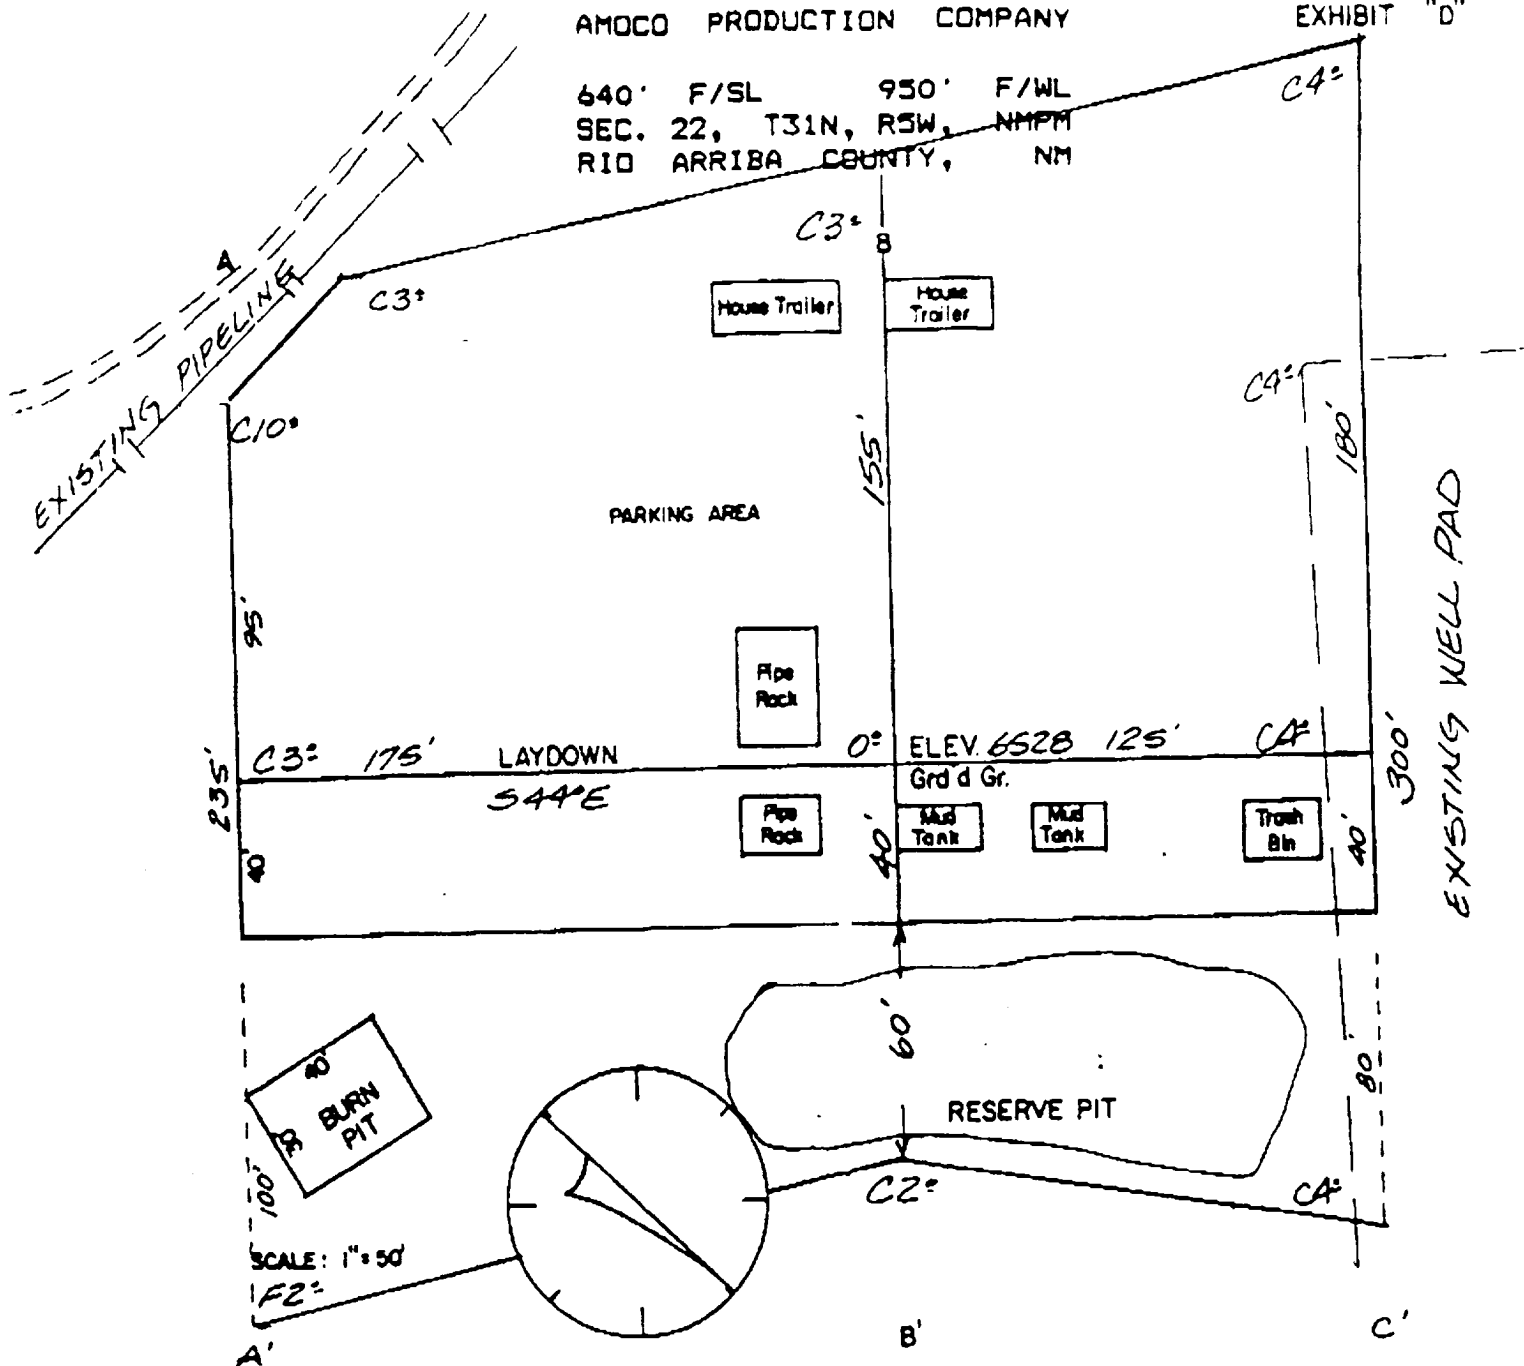 AMOCO PRODUCTION COMPANY
EXHIBIT "D"
640' F/SL 950' F/WL
SEC. 22, T31N, R5W, NMPM
RIO ARRIBA COUNTY, NM
C4±
C3±
B
A
C3±
EXISTING PIPELINE
House Trailer
House
Trailer
C10±
C4±
155'
180'
PARKING AREA
95'
EXISTING WELL PAD
Pipe
Rack
C3± 175' LAYDOWN
0± ELEV. 6528 125' C4±
S44°E
Grd'd Gr.
235'
300'
Pipe
Rack
Mud
Tank
Mud
Tank
Trash
Bin
40'
40'
40'
60'
80'
40'
30'
BURN
PIT
100'
RESERVE PIT
C2±
C4±
SCALE: 1"=50'
F2±
A'
B'
C'